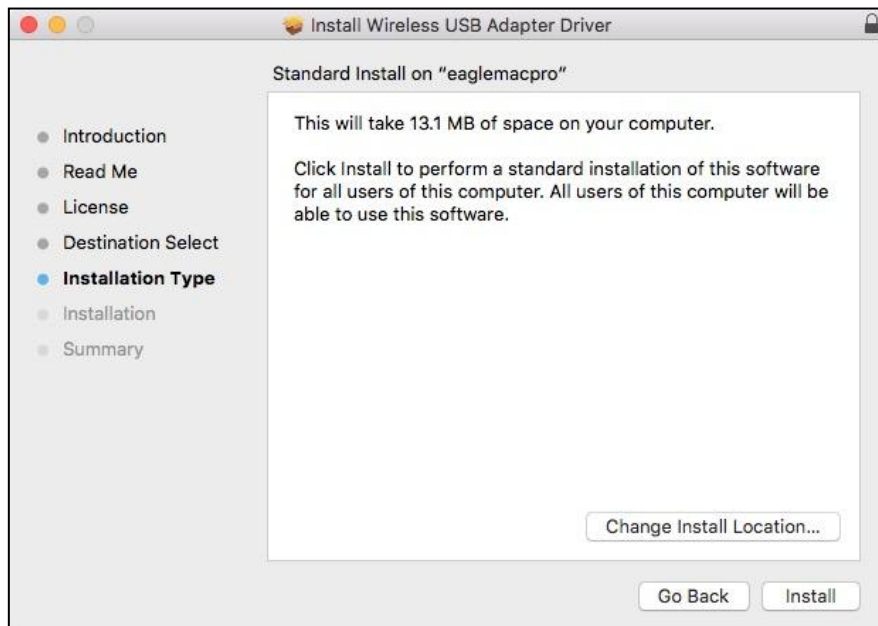 Install Wireless USB Adapter Driver
Standard Install on “eaglemacpro”
Introduction
Read Me
License
Destination Select
Installation Type
Installation
Summary
This will take 13.1 MB of space on your computer.
Click Install to perform a standard installation of this software
for all users of this computer. All users of this computer will be
able to use this software.
Change Install Location...
Go Back
Install